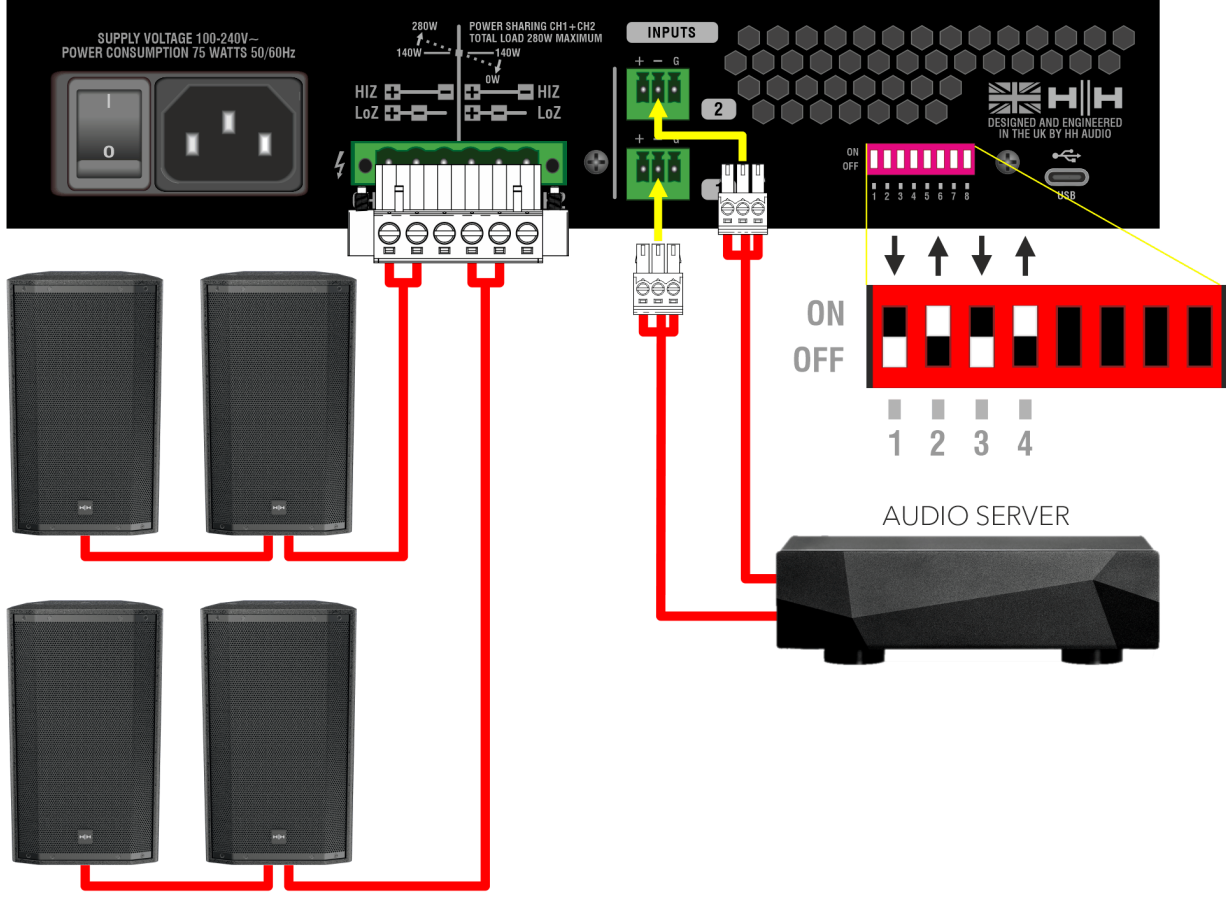 SUPPLY VOLTAGE 100-240V~
POWER CONSUMPTION 75 WATTS 50/60Hz
I
0
280W
POWER SHARING CH1+CH2
TOTAL LOAD 280W MAXIMUM
140W
140W
0W
HIZ + - + - HIZ
LoZ + - + - LoZ
INPUTS
+ - G
2
+ - G
1
H||H
DESIGNED AND ENGINEERED
IN THE UK BY HH AUDIO
ON
OFF
1 2 3 4 5 6 7 8
USB
ON
OFF
1 2 3 4
AUDIO SERVER
H||H
H||H
H||H
H||H